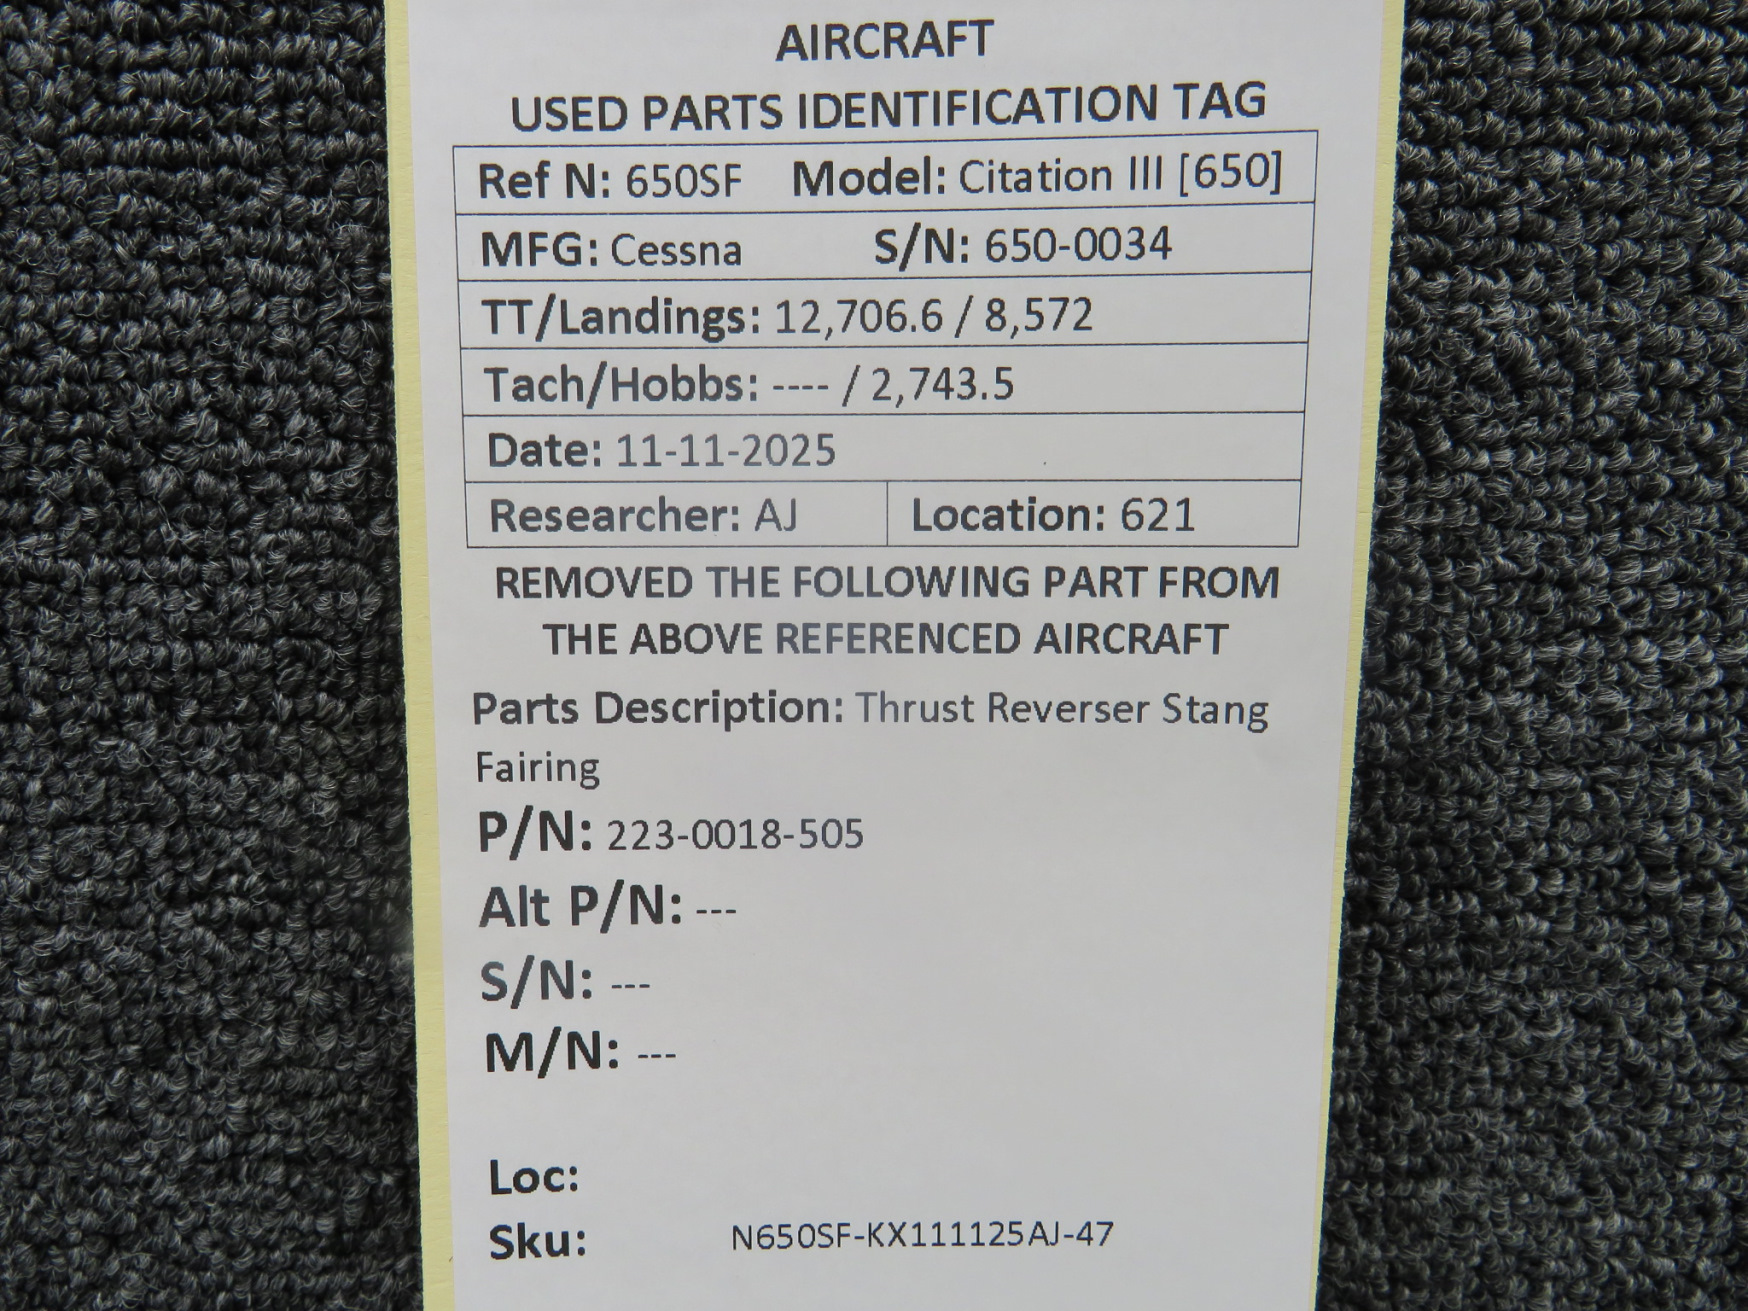 AIRCRAFT
USED PARTS IDENTIFICATION TAG
Ref N: 650SF Model: Citation III [650]
MFG: Cessna S/N: 650-0034
TT/Landings: 12,706.6 / 8,572
Tach/Hobbs: ---- / 2,743.5
Date: 11-11-2025
Researcher: AJ Location: 621
REMOVED THE FOLLOWING PART FROM
THE ABOVE REFERENCED AIRCRAFT
Parts Description: Thrust Reverser Stang
Fairing
P/N: 223-0018-505
Alt P/N: ---
S/N: ---
M/N: ---
Loc:
Sku: N650SF-KX111125AJ-47